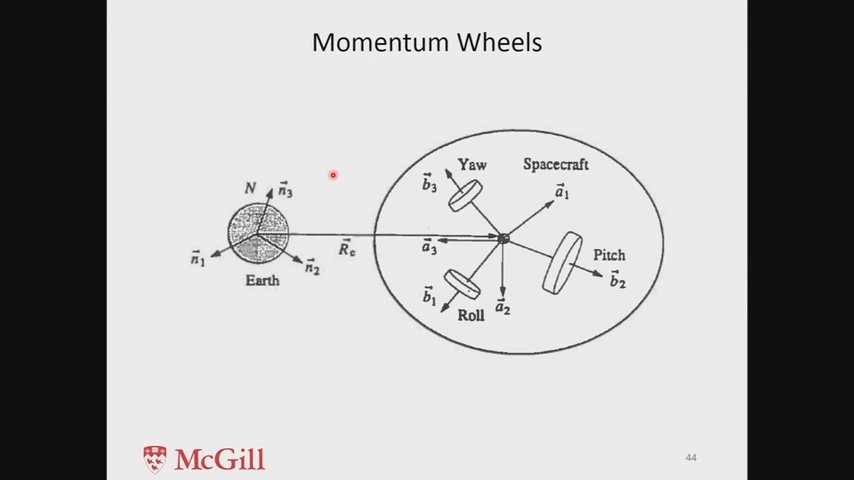 Momentum Wheels
Yaw
Spacecraft
b⃗3
a⃗1
N
n⃗3
a⃗3
n⃗1
R⃗c
n⃗2
Earth
Pitch
b⃗2
b⃗1
a⃗2
Roll
McGill
44